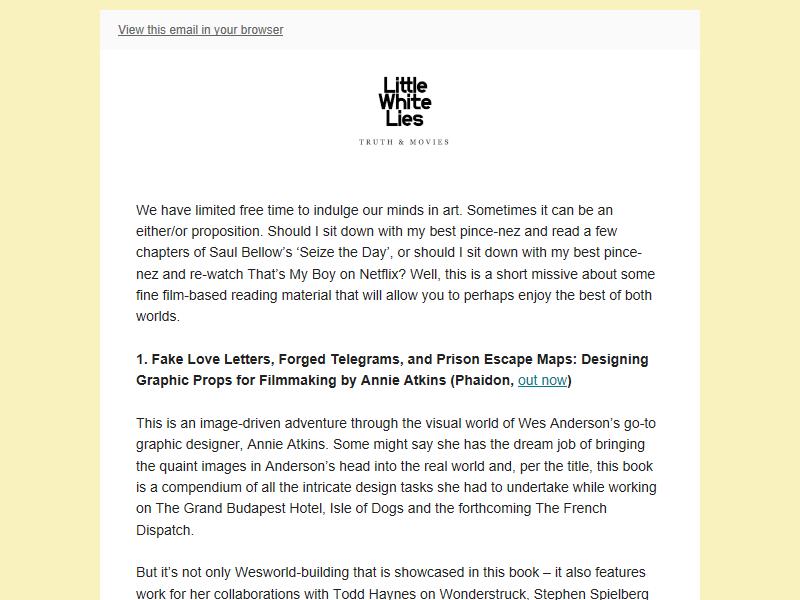 View this email in your browser
Little
White
Lies
TRUTH & MOVIES
We have limited free time to indulge our minds in art. Sometimes it can be an
either/or proposition. Should I sit down with my best pince-nez and read a few
chapters of Saul Bellow’s ‘Seize the Day’, or should I sit down with my best pince-
nez and re-watch That’s My Boy on Netflix? Well, this is a short missive about some
fine film-based reading material that will allow you to perhaps enjoy the best of both
worlds.
1. Fake Love Letters, Forged Telegrams, and Prison Escape Maps: Designing
Graphic Props for Filmmaking by Annie Atkins (Phaidon, out now)
This is an image-driven adventure through the visual world of Wes Anderson’s go-to
graphic designer, Annie Atkins. Some might say she has the dream job of bringing
the quaint images in Anderson’s head into the real world and, per the title, this book
is a compendium of all the intricate design tasks she had to undertake while working
on The Grand Budapest Hotel, Isle of Dogs and the forthcoming The French
Dispatch.
But it’s not only Wesworld-building that is showcased in this book – it also features
work for her collaborations with Todd Haynes on Wonderstruck, Stephen Spielberg